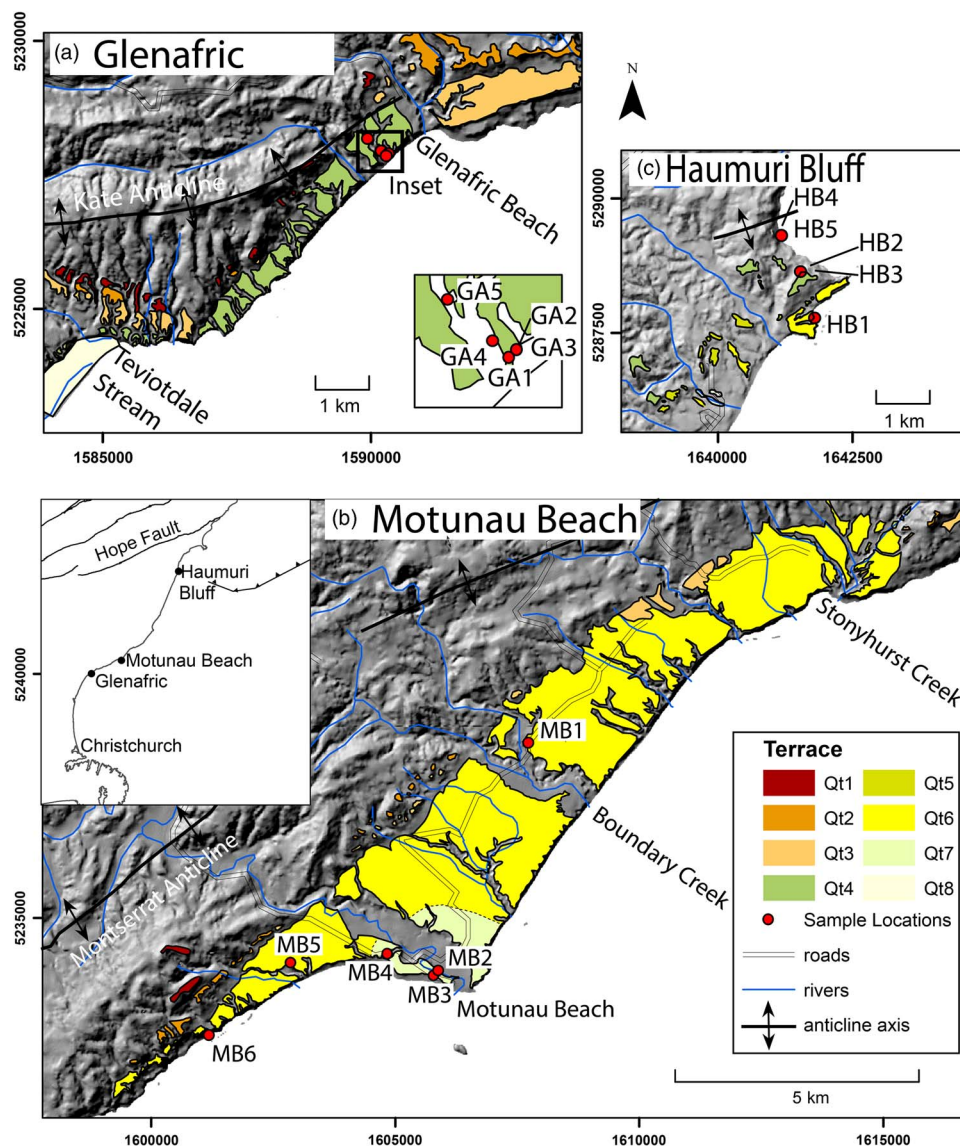 (a) Glenafric
5230000
5225000
Kate Anticline
Glenafric Beach
Inset
Teviotdale
Stream
GA5
GA2
GA4
GA3
GA1
1 km
1585000
1590000
N
(c) Haumuri Bluff
5290000
5287500
HB4
HB5
HB2
HB3
HB1
1 km
1640000
1642500
(b) Motunau Beach
Hope Fault
Haumuri
Bluff
Motunau Beach
Glenafric
Christchurch
5240000
5235000
Stonyhurst Creek
MB1
Boundary Creek
Montserrat Anticline
MB5
MB4
MB2
MB3
Motunau Beach
MB6
Terrace
Qt1 Qt5
Qt2 Qt6
Qt3 Qt7
Qt4 Qt8
Sample Locations
roads
rivers
anticline axis
5 km
1600000
1605000
1610000
1615000